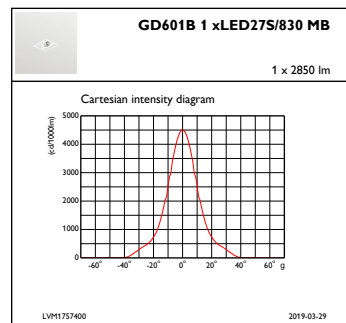 GD601B 1 xLED27S/830 MB
1 x 2850 lm
Cartesian intensity diagram
(cd/1000lm)
5000
4000
3000
2000
1000
0
-60° -40° -20° 0° 20° 40° 60° g
LVM1757400 2019-03-29